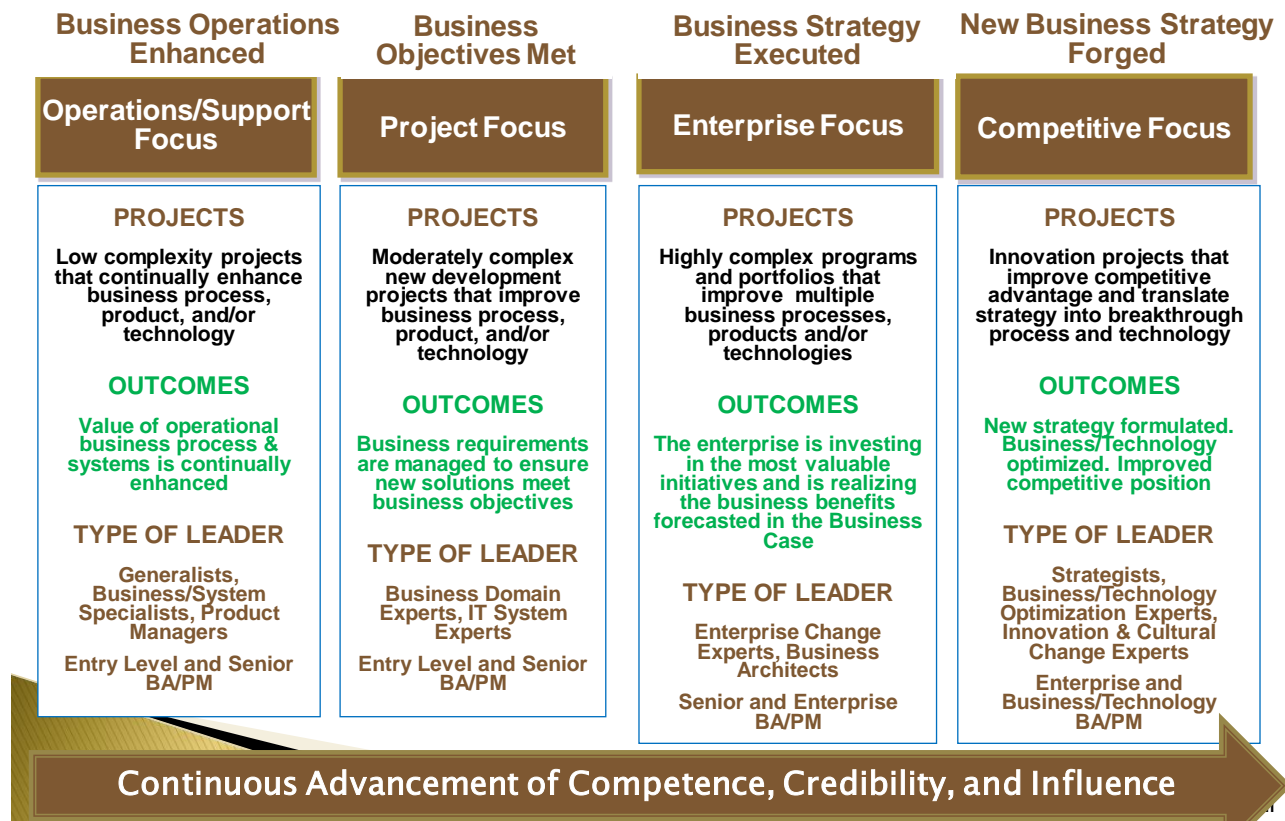 Business Operations
Enhanced
Operations/Support
Focus
PROJECTS
Low complexity projects
that continually enhance
business process,
product, and/or
technology
OUTCOMES
Value of operational
business process &
systems is continually
enhanced
TYPE OF LEADER
Generalists,
Business/System
Specialists, Product
Managers
Entry Level and Senior
BA/PM
Business
Objectives Met
Project Focus
PROJECTS
Moderately complex
new development
projects that improve
business process,
product, and/or
technology
OUTCOMES
Business requirements
are managed to ensure
new solutions meet
business objectives
TYPE OF LEADER
Business Domain
Experts, IT System
Experts
Entry Level and Senior
BA/PM
Business Strategy
Executed
Enterprise Focus
PROJECTS
Highly complex programs
and portfolios that
improve multiple
business processes,
products and/or
technologies
OUTCOMES
The enterprise is investing
in the most valuable
initiatives and is realizing
the business benefits
forecasted in the Business
Case
TYPE OF LEADER
Enterprise Change
Experts, Business
Architects
Senior and Enterprise
BA/PM
New Business Strategy
Forged
Competitive Focus
PROJECTS
Innovation projects that
improve competitive
advantage and translate
strategy into breakthrough
process and technology
OUTCOMES
New strategy formulated.
Business/Technology
optimized. Improved
competitive position
TYPE OF LEADER
Strategists,
Business/Technology
Optimization Experts,
Innovation & Cultural
Change Experts
Enterprise and
Business/Technology
BA/PM
Continuous Advancement of Competence, Credibility, and Influence